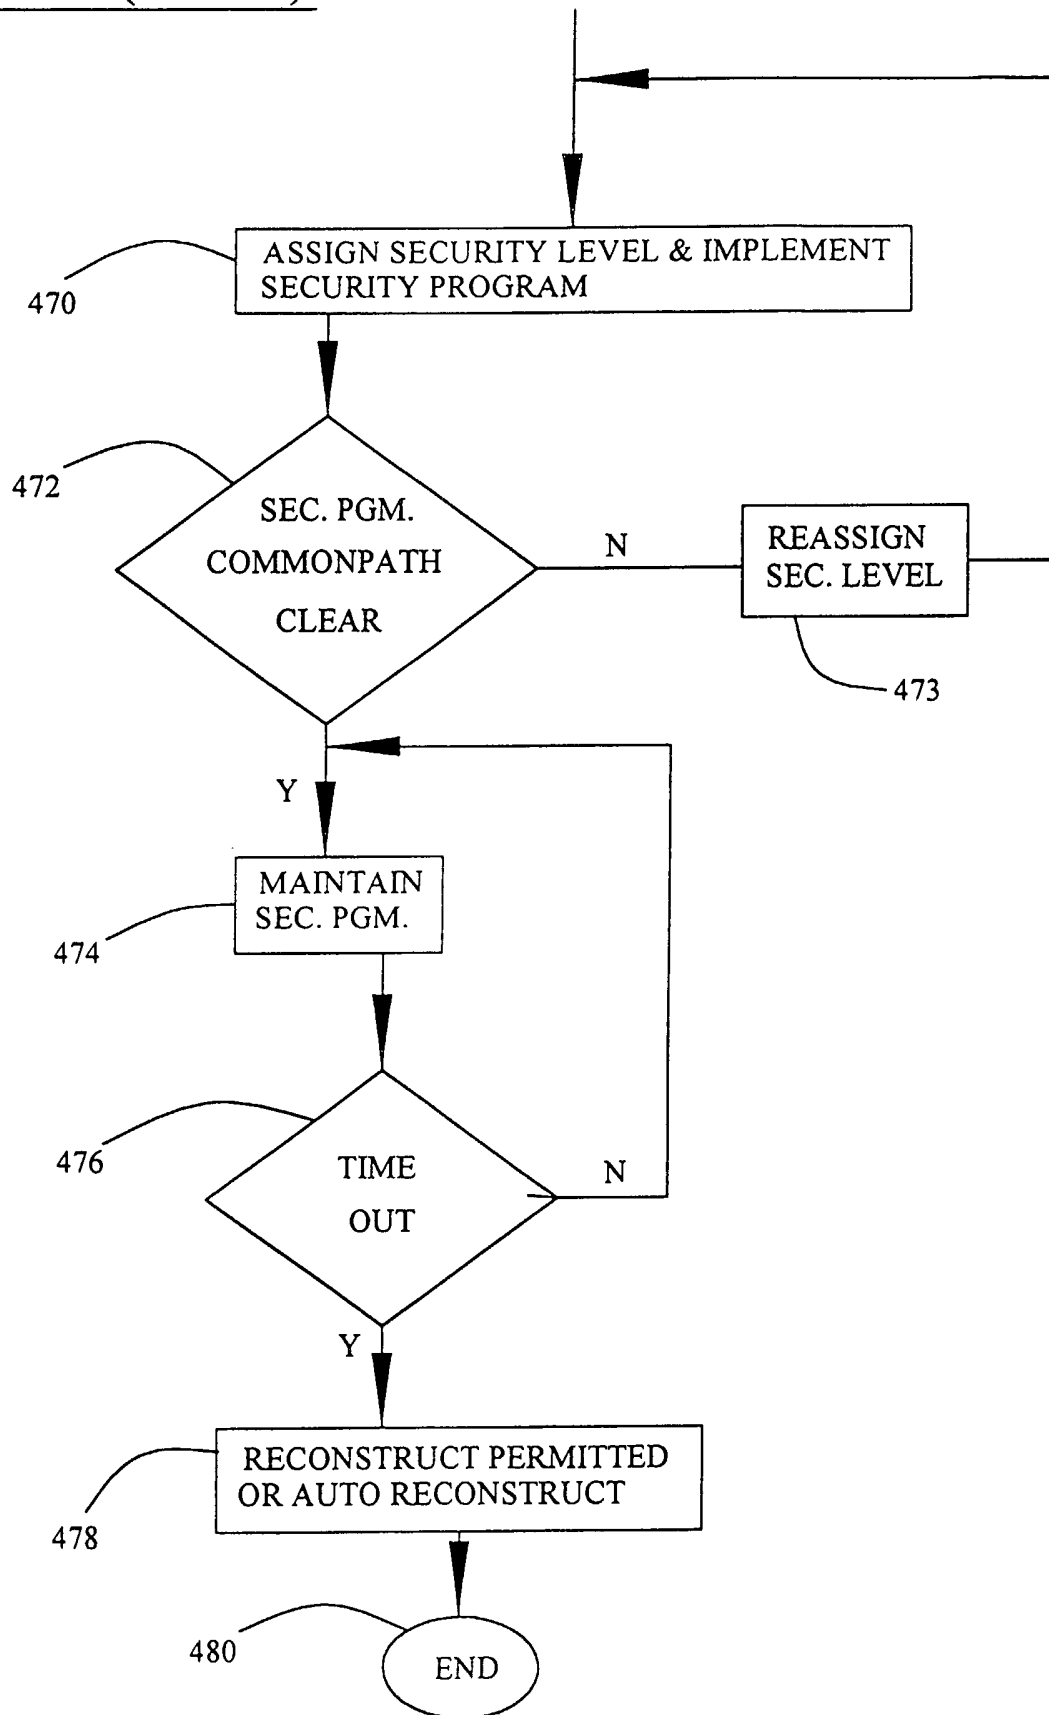 ASSIGN SECURITY LEVEL & IMPLEMENT
SECURITY PROGRAM
470
472
SEC. PGM.
COMMONPATH
CLEAR
N
REASSIGN
SEC. LEVEL
473
Y
MAINTAIN
SEC. PGM.
474
476
TIME
OUT
N
Y
RECONSTRUCT PERMITTED
OR AUTO RECONSTRUCT
478
480
END